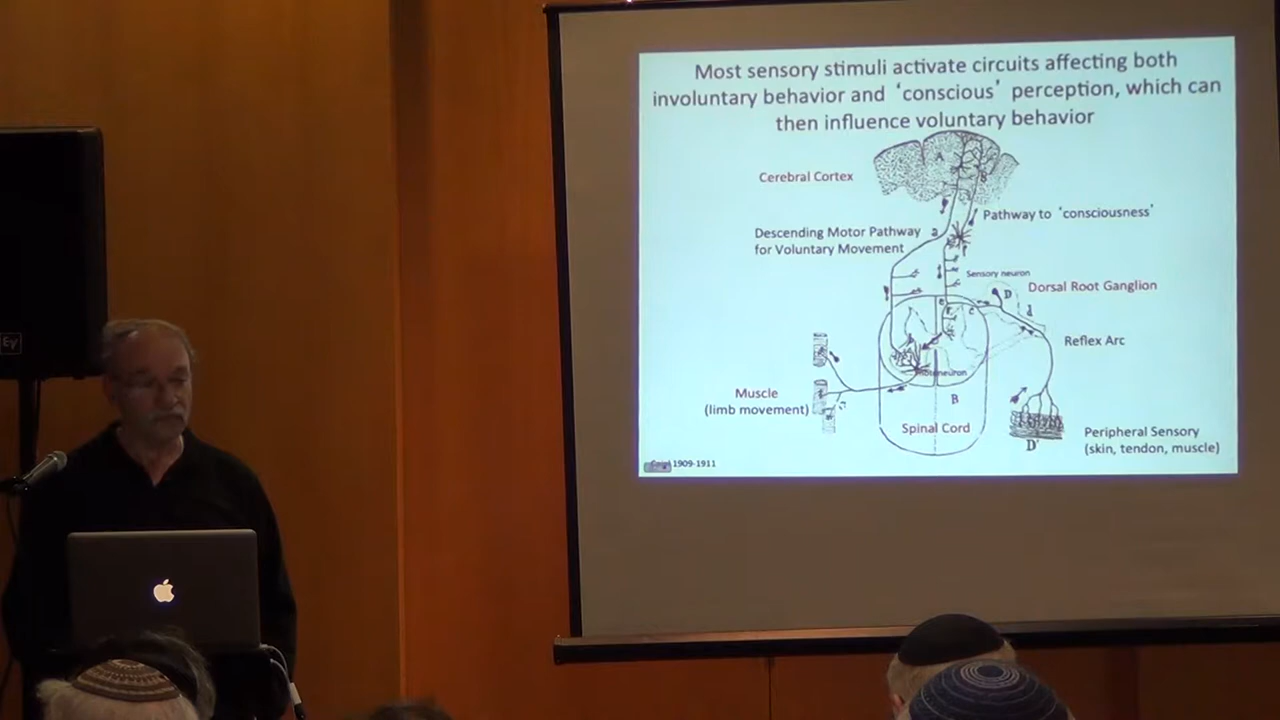 Most sensory stimuli activate circuits affecting both
involuntary behavior and ‘conscious’ perception, which can
then influence voluntary behavior
Cerebral Cortex
A
B
Pathway to ‘consciousness’
Descending Motor Pathway
for Voluntary Movement
a
f
Sensory neuron
Dorsal Root Ganglion
D
d
e
c
Reflex Arc
Muscle
(limb movement)
B
Spinal Cord
D'
Peripheral Sensory
(skin, tendon, muscle)
1909-1911
EV